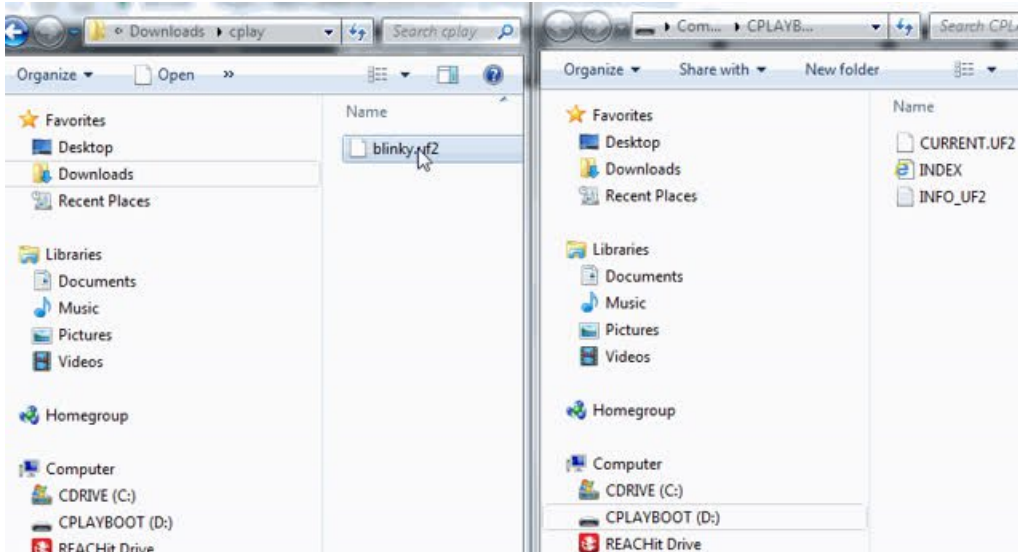 Downloads cplay
Search cplay
Organize
Open
»
Name
blinky.uf2
Favorites
Desktop
Downloads
Recent Places
Libraries
Documents
Music
Pictures
Videos
Homegroup
Computer
CDRIVE (C:)
CPLAYBOOT (D:)
REACHit Drive
Com... CPLAYB...
Search CPL
Organize
Share with
New folder
Name
CURRENT.UF2
INDEX
INFO_UF2
Favorites
Desktop
Downloads
Recent Places
Libraries
Documents
Music
Pictures
Videos
Homegroup
Computer
CDRIVE (C:)
CPLAYBOOT (D:)
REACHit Drive